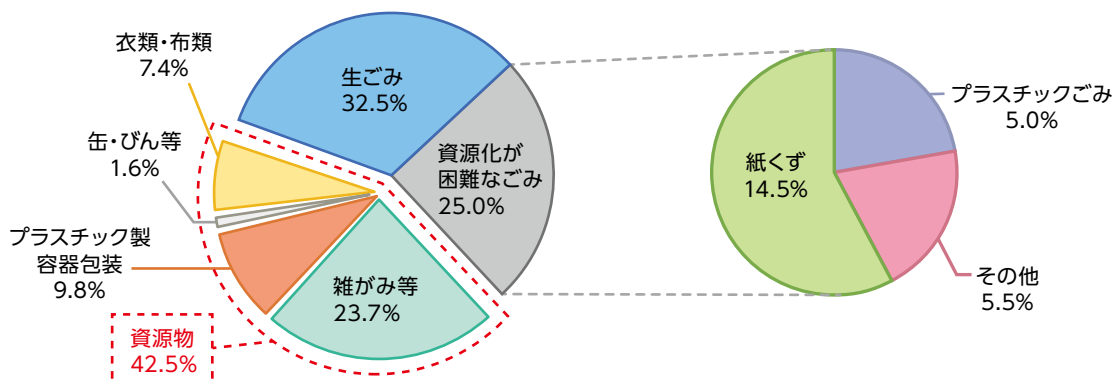 衣類・布類
7.4%
缶・びん等
1.6%
プラスチック製
容器包装
9.8%
資源物
42.5%
生ごみ
32.5%
資源化が
困難なごみ
25.0%
雑がみ等
23.7%
紙くず
14.5%
プラスチックごみ
5.0%
その他
5.5%